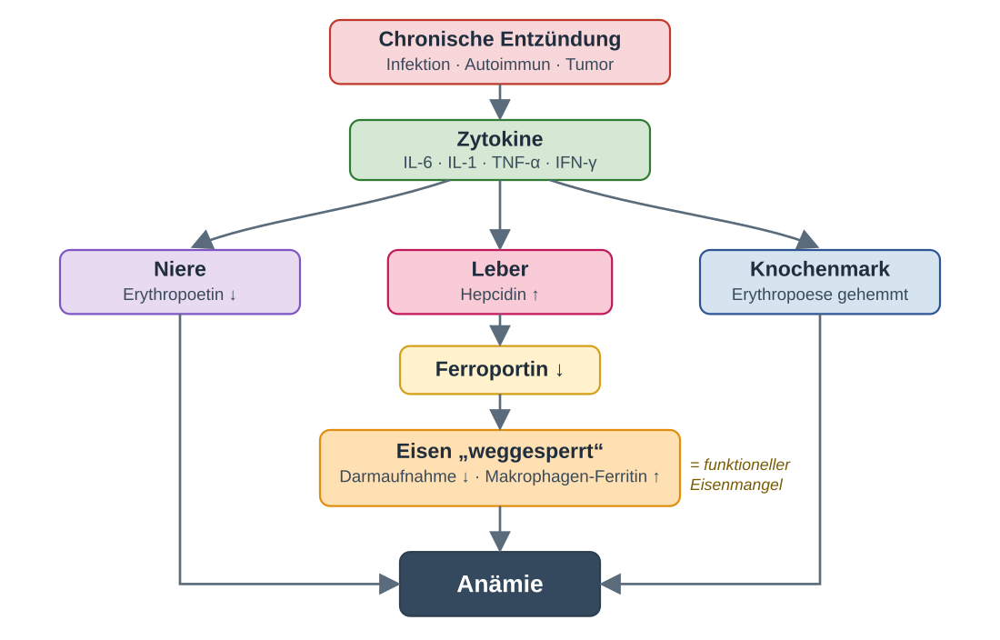 Chronische Entzündung
Infektion · Autoimmun · Tumor
Zytokine
IL-6 · IL-1 · TNF-α · IFN-γ
Niere
Erythropoetin ↓
Leber
Hepcidin ↑
Knochenmark
Erythropoese gehemmt
Ferroportin ↓
Eisen „weggesperrt“
Darmaufnahme ↓ · Makrophagen-Ferritin ↑
= funktioneller
Eisenmangel
Anämie